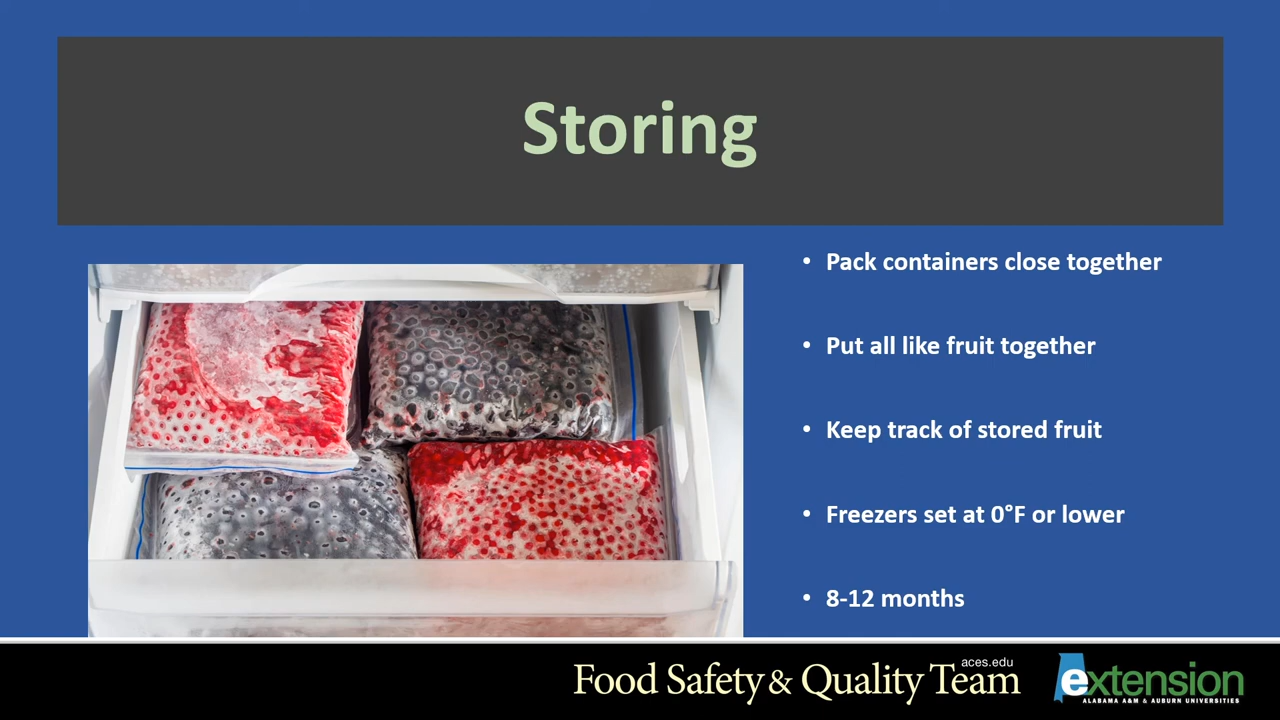 Storing
• Pack containers close together
• Put all like fruit together
• Keep track of stored fruit
• Freezers set at 0°F or lower
• 8-12 months
aces.edu
Food Safety & Quality Team
extension
ALABAMA A&M & AUBURN UNIVERSITIES